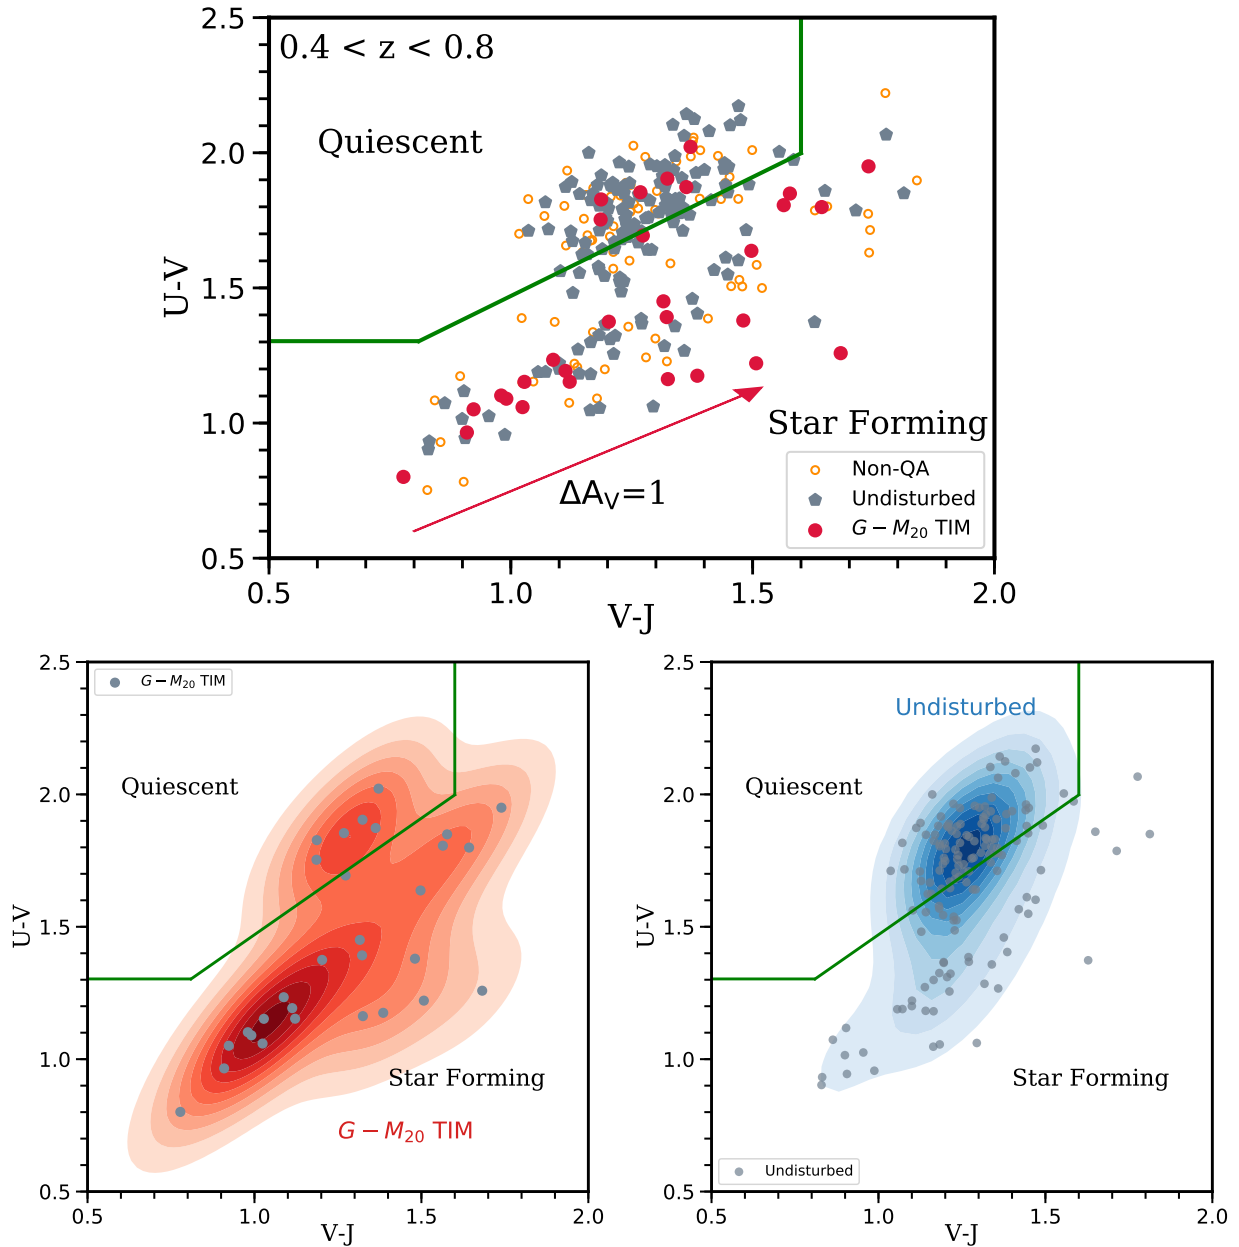 2.5
0.4 < z < 0.8
Quiescent
2.0
U-V
1.5
1.0
Star Forming
Non-QA
ΔA_V=1
Undisturbed
G − M_20 TIM
0.5
0.5 1.0 1.5 2.0
V-J
2.5
G − M_20 TIM
Quiescent
2.0
U-V
1.5
1.0
Star Forming
G − M_20 TIM
0.5
0.5 1.0 1.5 2.0
V-J
2.5
Undisturbed
Quiescent
2.0
U-V
1.5
1.0
Star Forming
Undisturbed
0.5
0.5 1.0 1.5 2.0
V-J